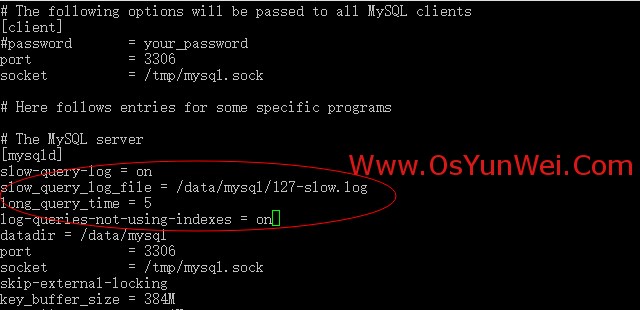 # The following options will be passed to all MySQL clients
[client]
#password       = your_password
port            = 3306
socket          = /tmp/mysql.sock
# Here follows entries for some specific programs
# The MySQL server
[mysqld]
slow-query-log = on
Www.OsYunWei.Com
slow_query_log_file = /data/mysql/127-slow.log
long_query_time = 5
log-queries-not-using-indexes = on
datadir = /data/mysql
port            = 3306
socket          = /tmp/mysql.sock
skip-external-locking
key_buffer_size = 384M